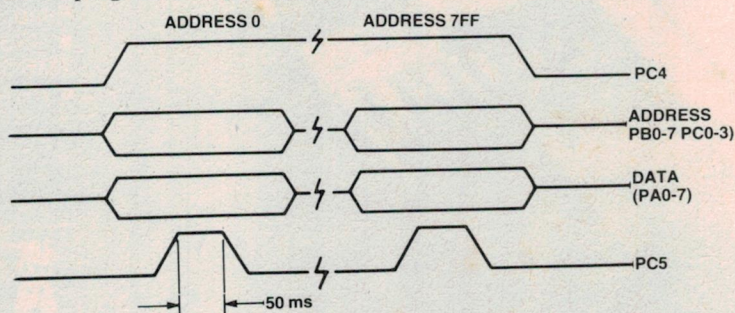 ADDRESS 0 ADDRESS 7FF
PC4
ADDRESS
PB0-7 PC0-3)
DATA
(PA0-7)
PC5
50 ms